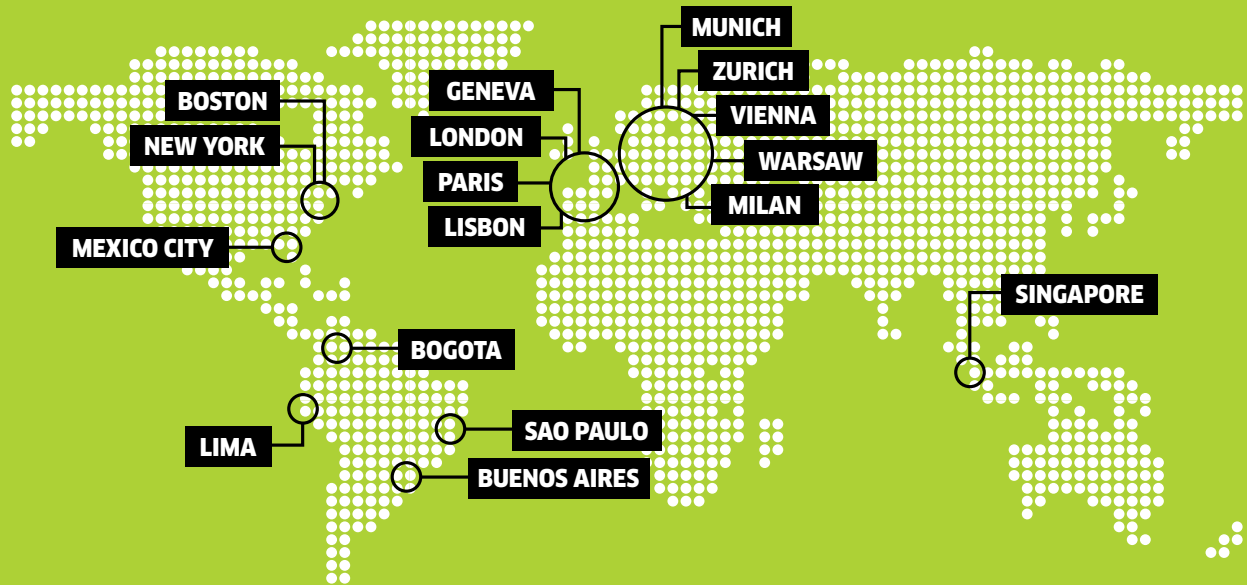 MUNICH
ZURICH
GENEVA
BOSTON
VIENNA
LONDON
NEW YORK
WARSAW
PARIS
MILAN
LISBON
MEXICO CITY
SINGAPORE
BOGOTA
SAO PAULO
LIMA
BUENOS AIRES